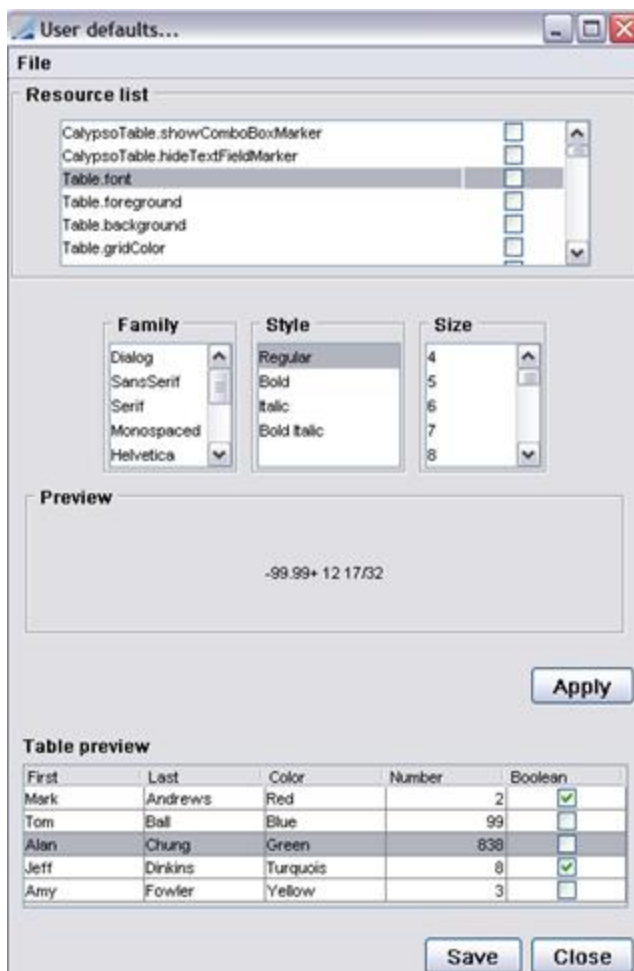 User defaults...
File
Resource list
CalypsoTable.showComboBoxMarker
CalypsoTable.hideTextFieldMarker
Table.font
Table.foreground
Table.background
Table.gridColor
Family Style Size
Dialog Regular 4
SansSerif Bold 5
Serif Italic 6
Monospaced Bold Italic 7
Helvetica 8
Preview
-99.99+ 12 17/32
Apply
Table preview
First Last Color Number Boolean
Mark Andrews Red 2
Tom Ball Blue 99
Alan Chung Green 838
Jeff Dinkins Turquois 8
Amy Fowler Yellow 3
Save Close